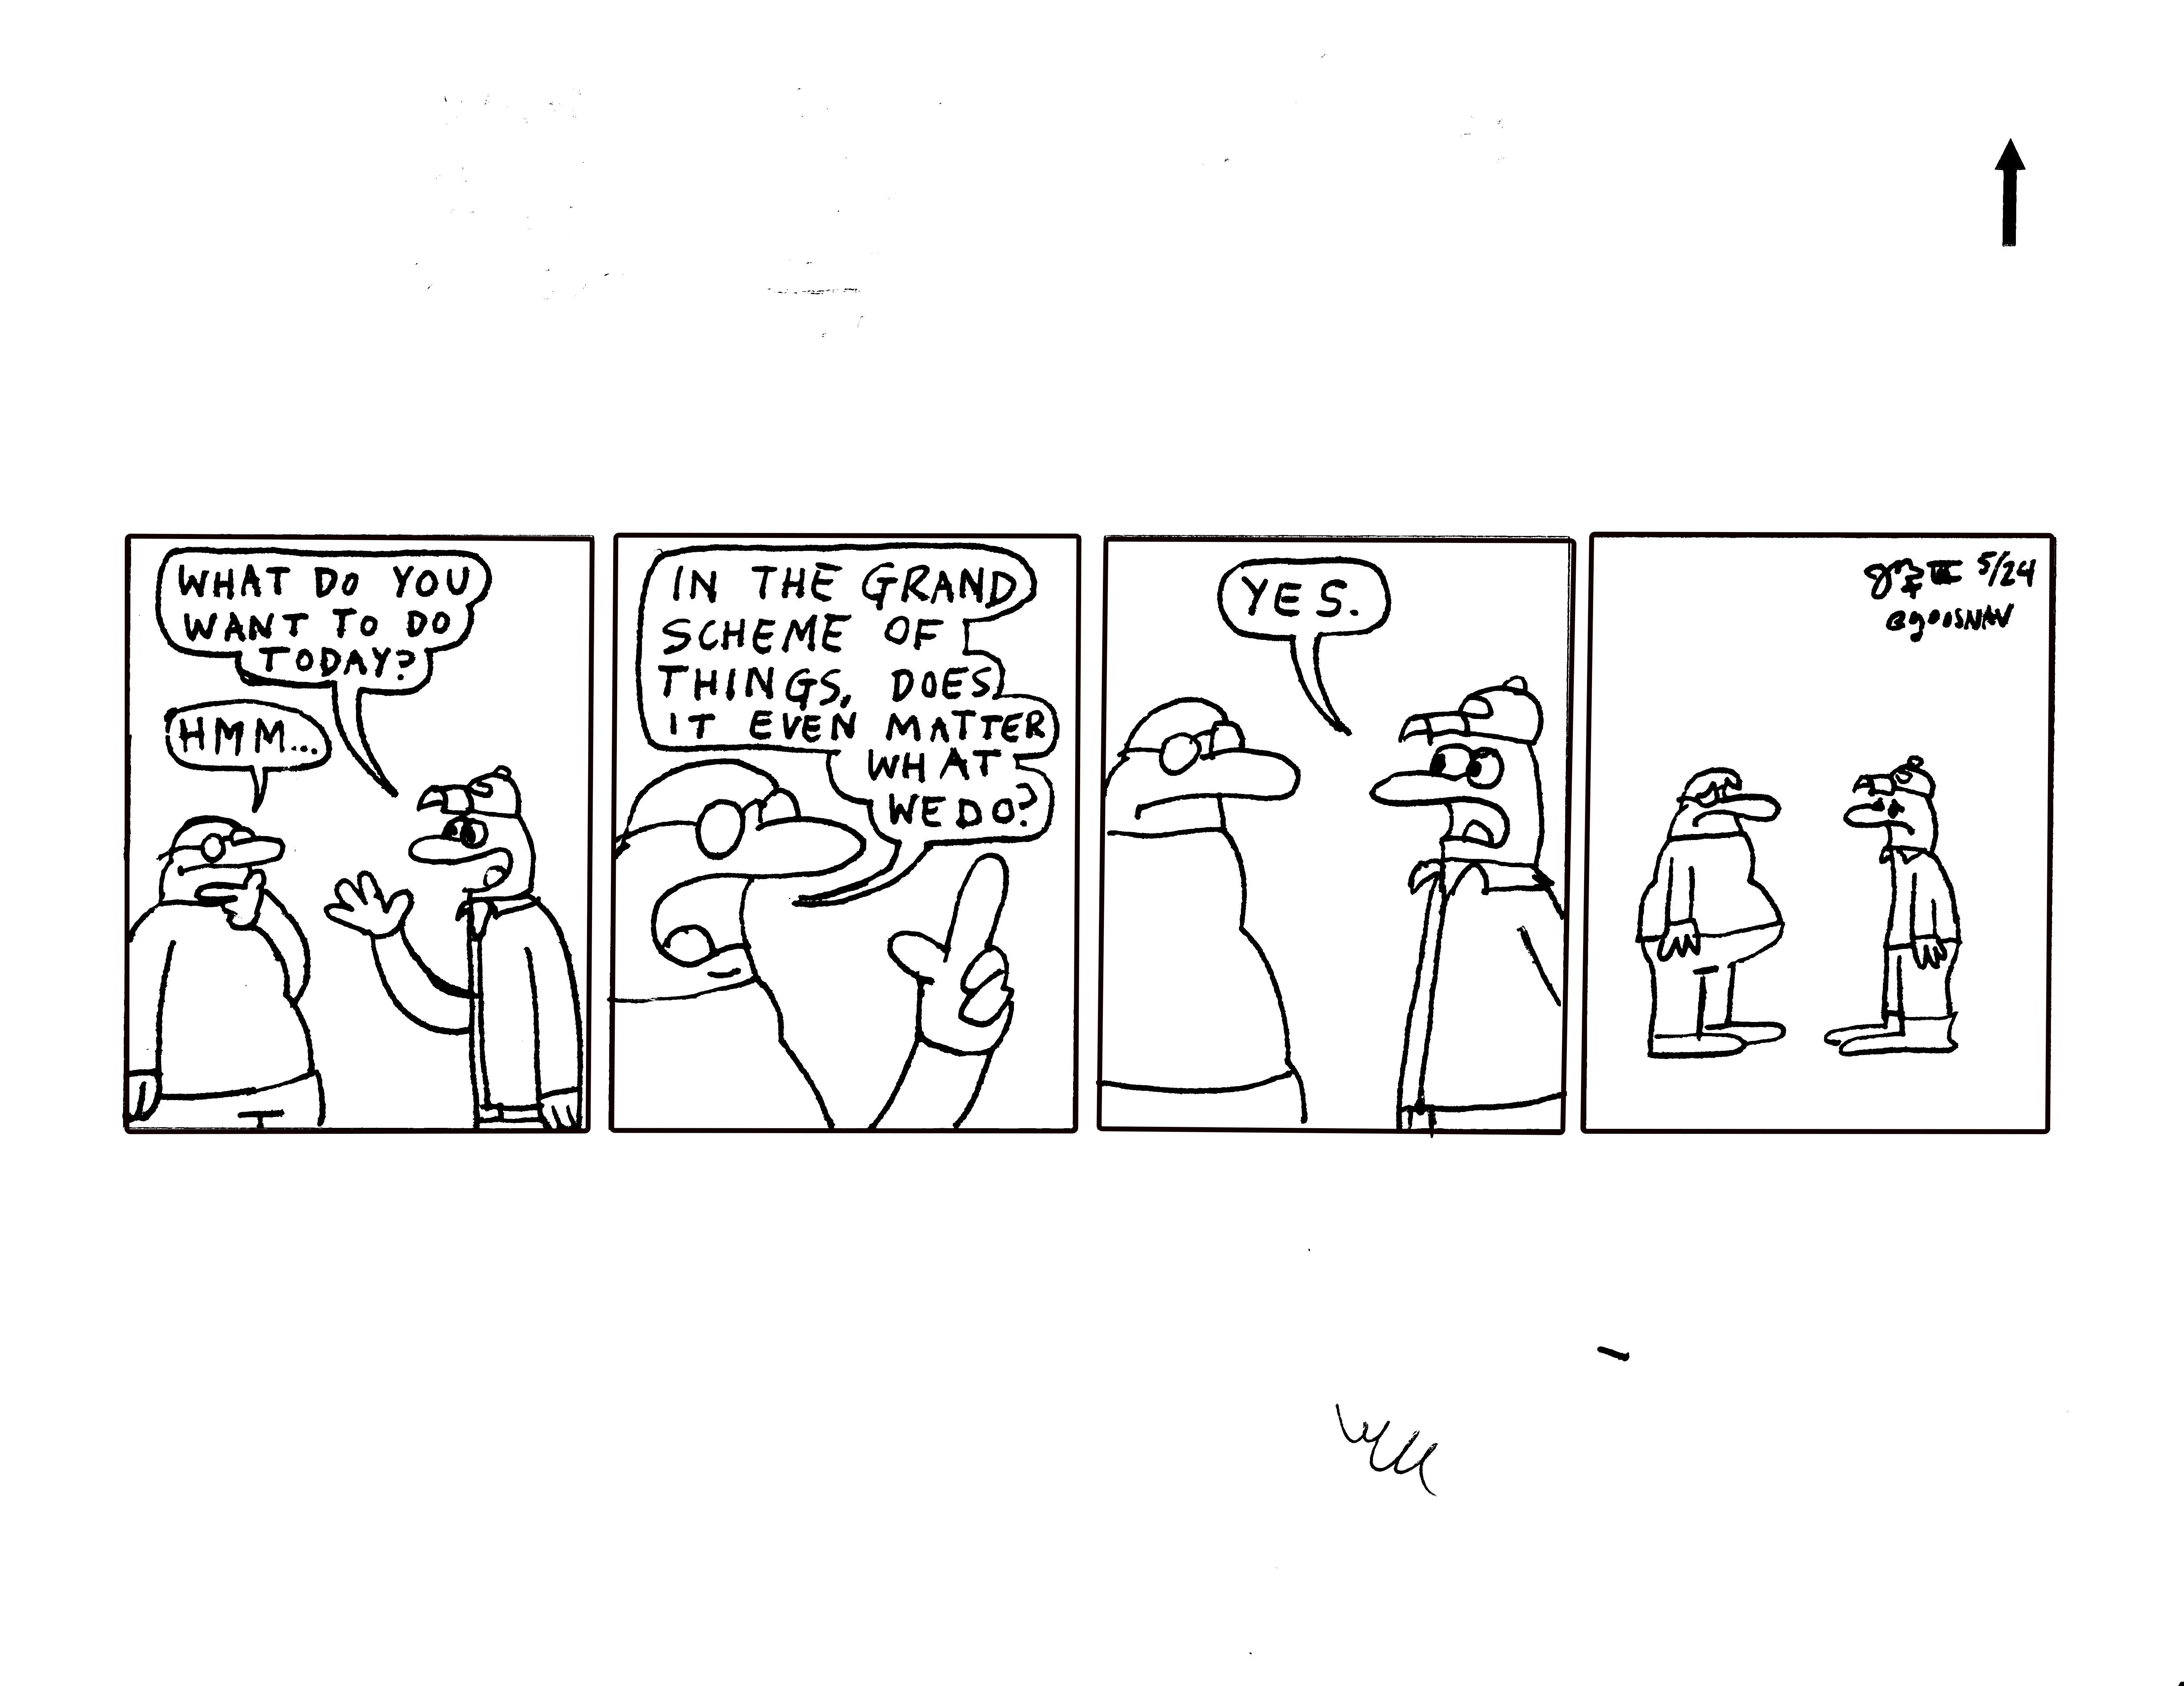 WHAT DO YOU
WANT TO DO
TODAY?
HMM...
IN THE GRAND
SCHEME OF
THINGS, DOES
IT EVEN MATTER
WHAT
WE DO?
YES.
5/24